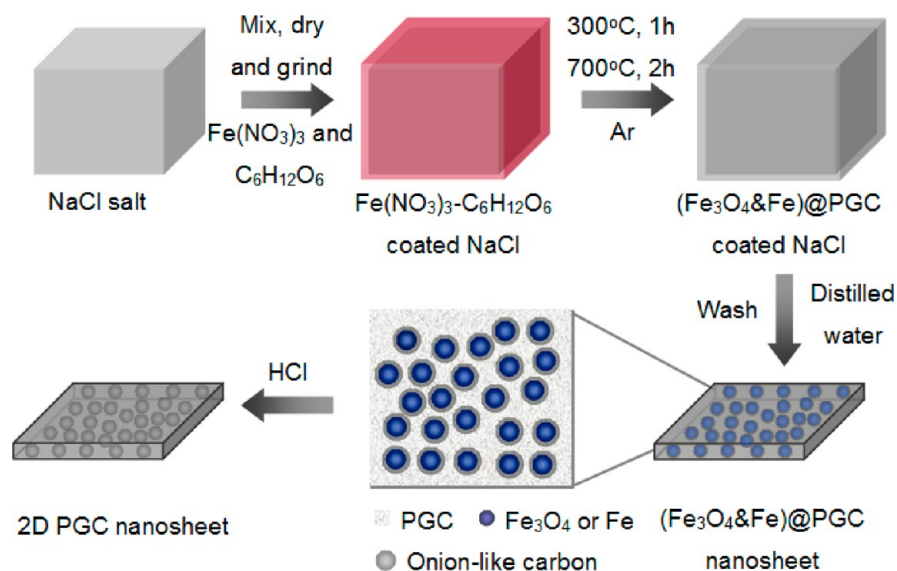 Mix, dry
and grind
Fe(NO₃)₃ and
C₆H₁₂O₆
300°C, 1h
700°C, 2h
Ar
NaCl salt
Fe(NO₃)₃-C₆H₁₂O₆
coated NaCl
(Fe₃O₄&Fe)@PGC
coated NaCl
Wash
Distilled
water
HCl
2D PGC nanosheet
PGC
Fe₃O₄ or Fe
Onion-like carbon
(Fe₃O₄&Fe)@PGC
nanosheet